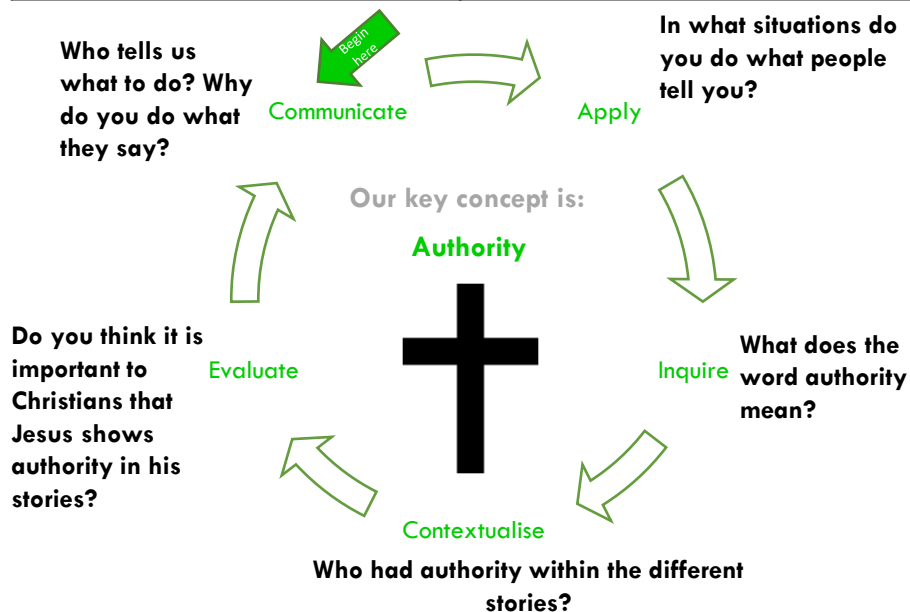 Begin
here
Who tells us
what to do? Why
do you do what
they say?
Communicate
Apply
In what situations do
you do what people
tell you?
Our key concept is:
Authority
Inquire
What does the
word authority
mean?
Contextualise
Who had authority within the different
stories?
Evaluate
Do you think it is
important to
Christians that
Jesus shows
authority in his
stories?